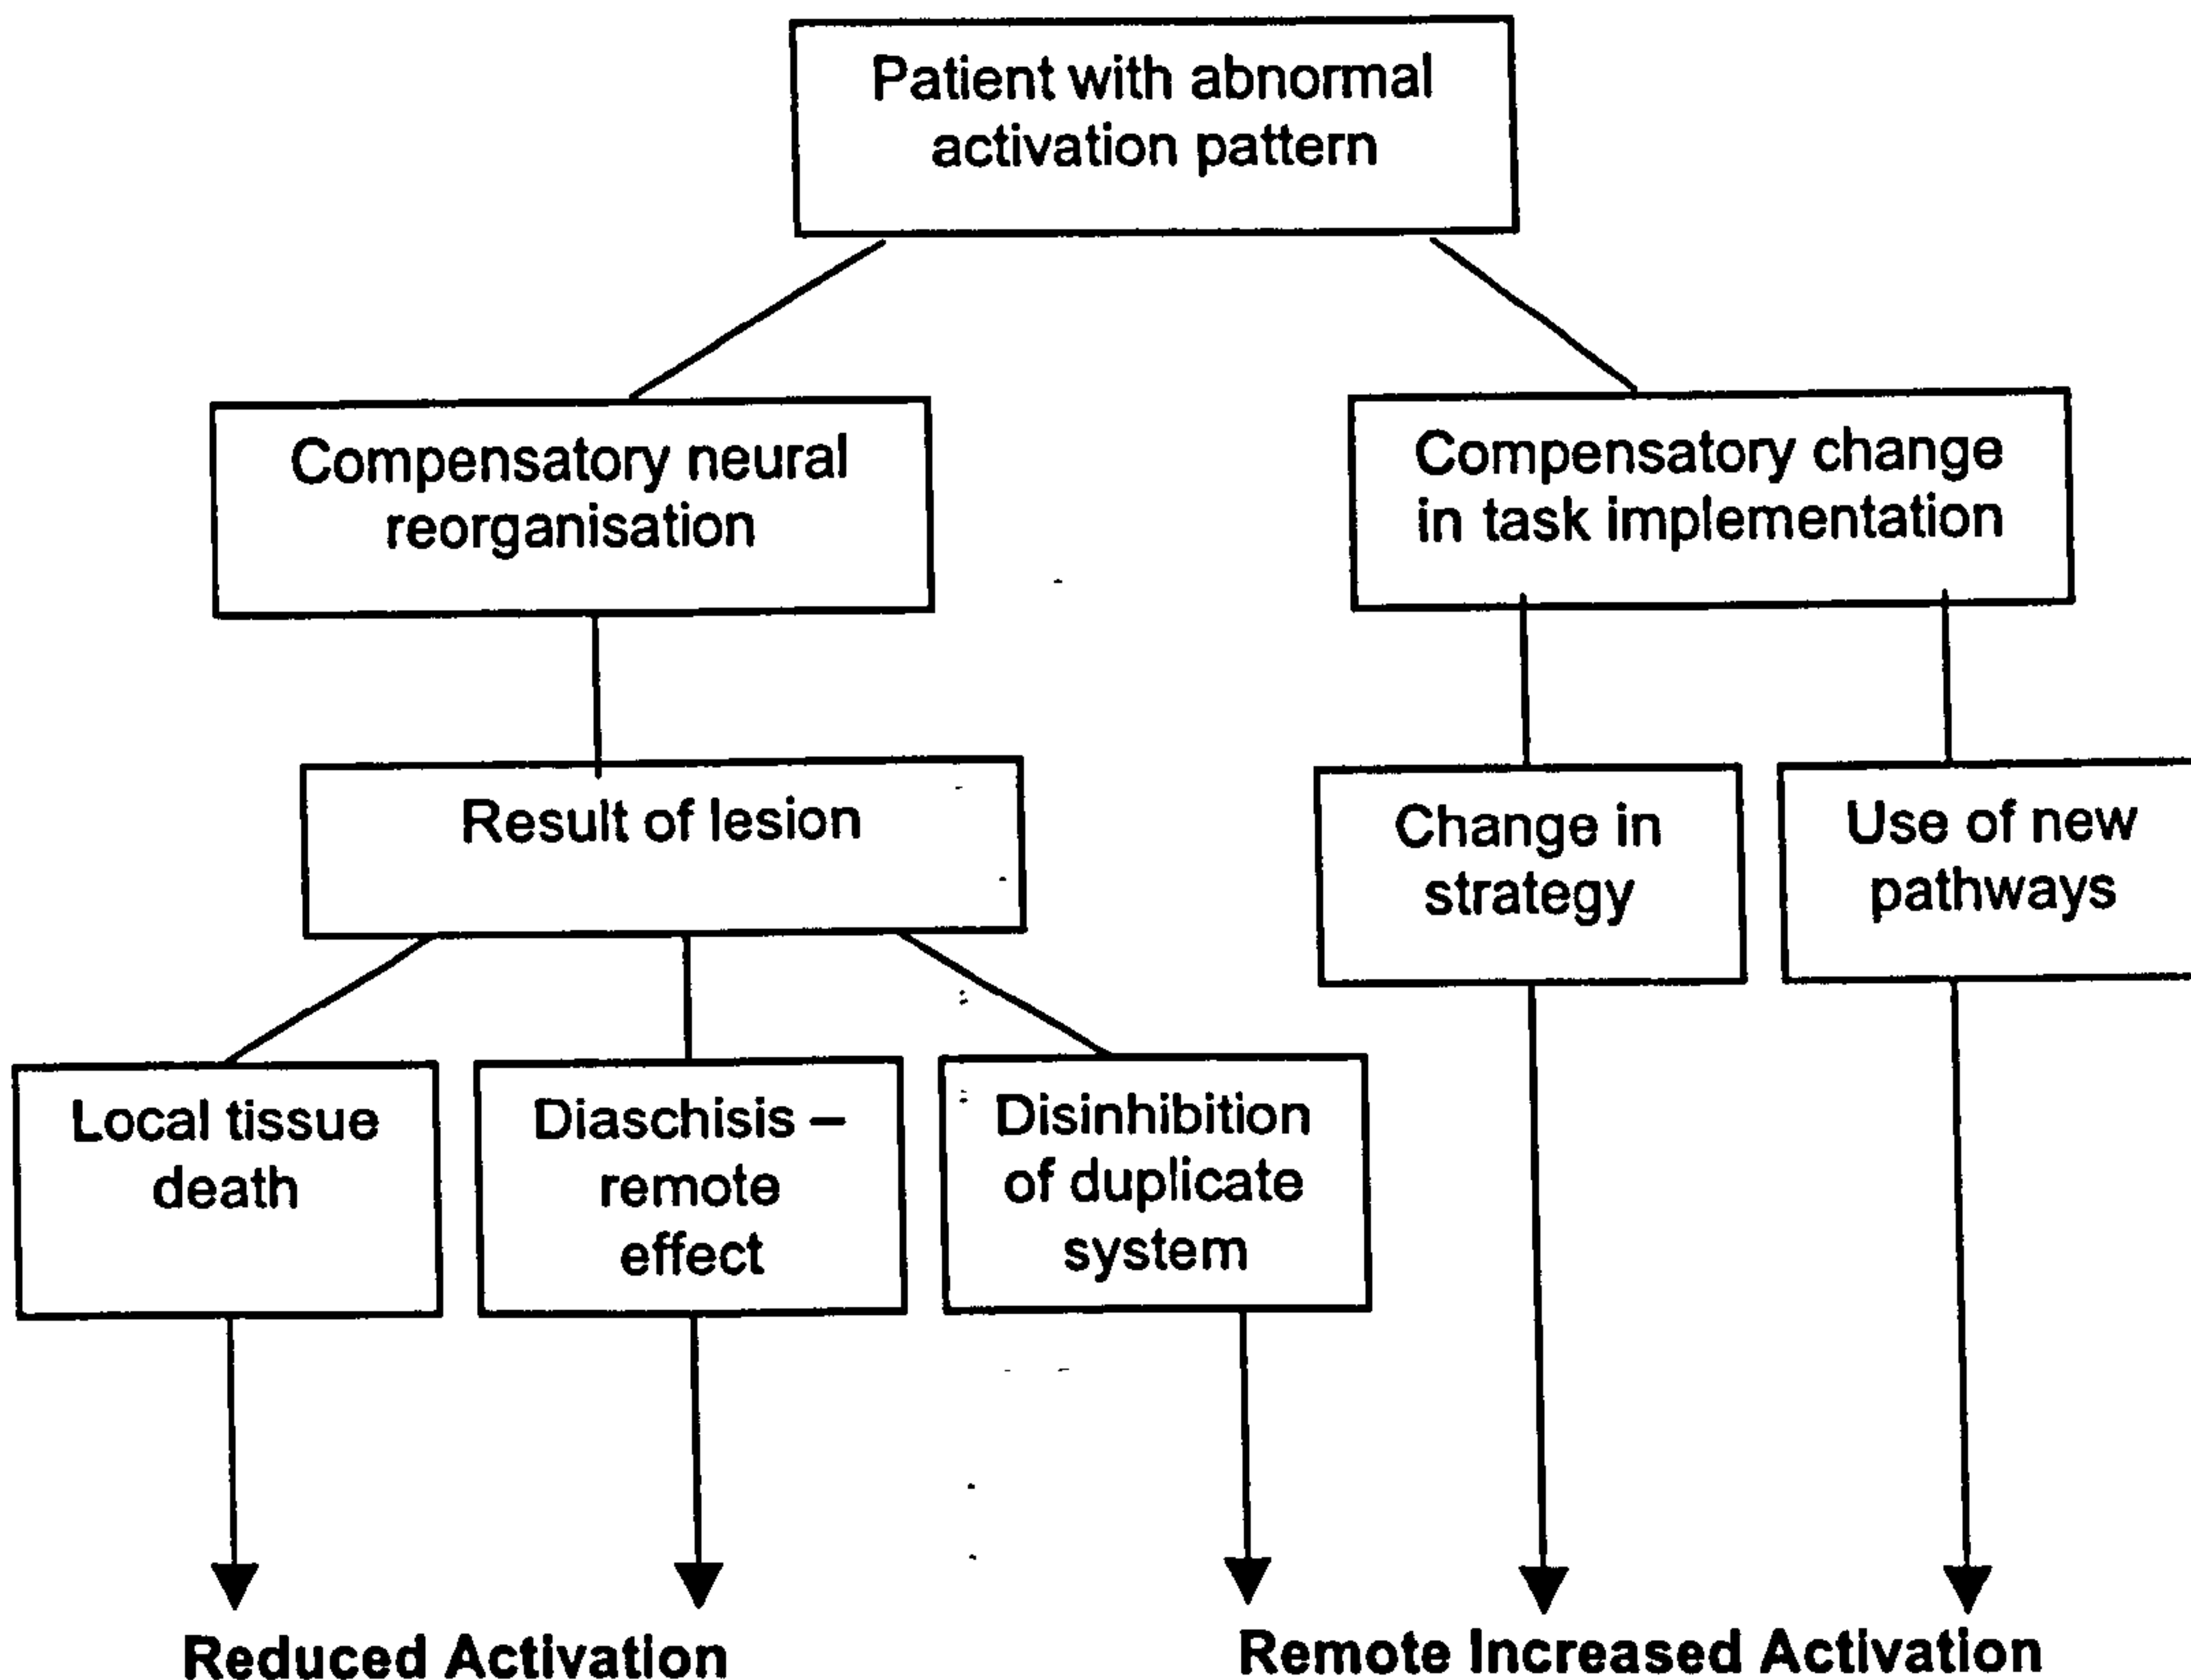 Patient with abnormal
activation pattern
Compensatory neural
reorganisation
Compensatory change
in task implementation
Result of lesion
Change in
strategy
Use of new
pathways
Local tissue
death
Diaschisis –
remote
effect
Disinhibition
of duplicate
system
Reduced Activation
Remote Increased Activation